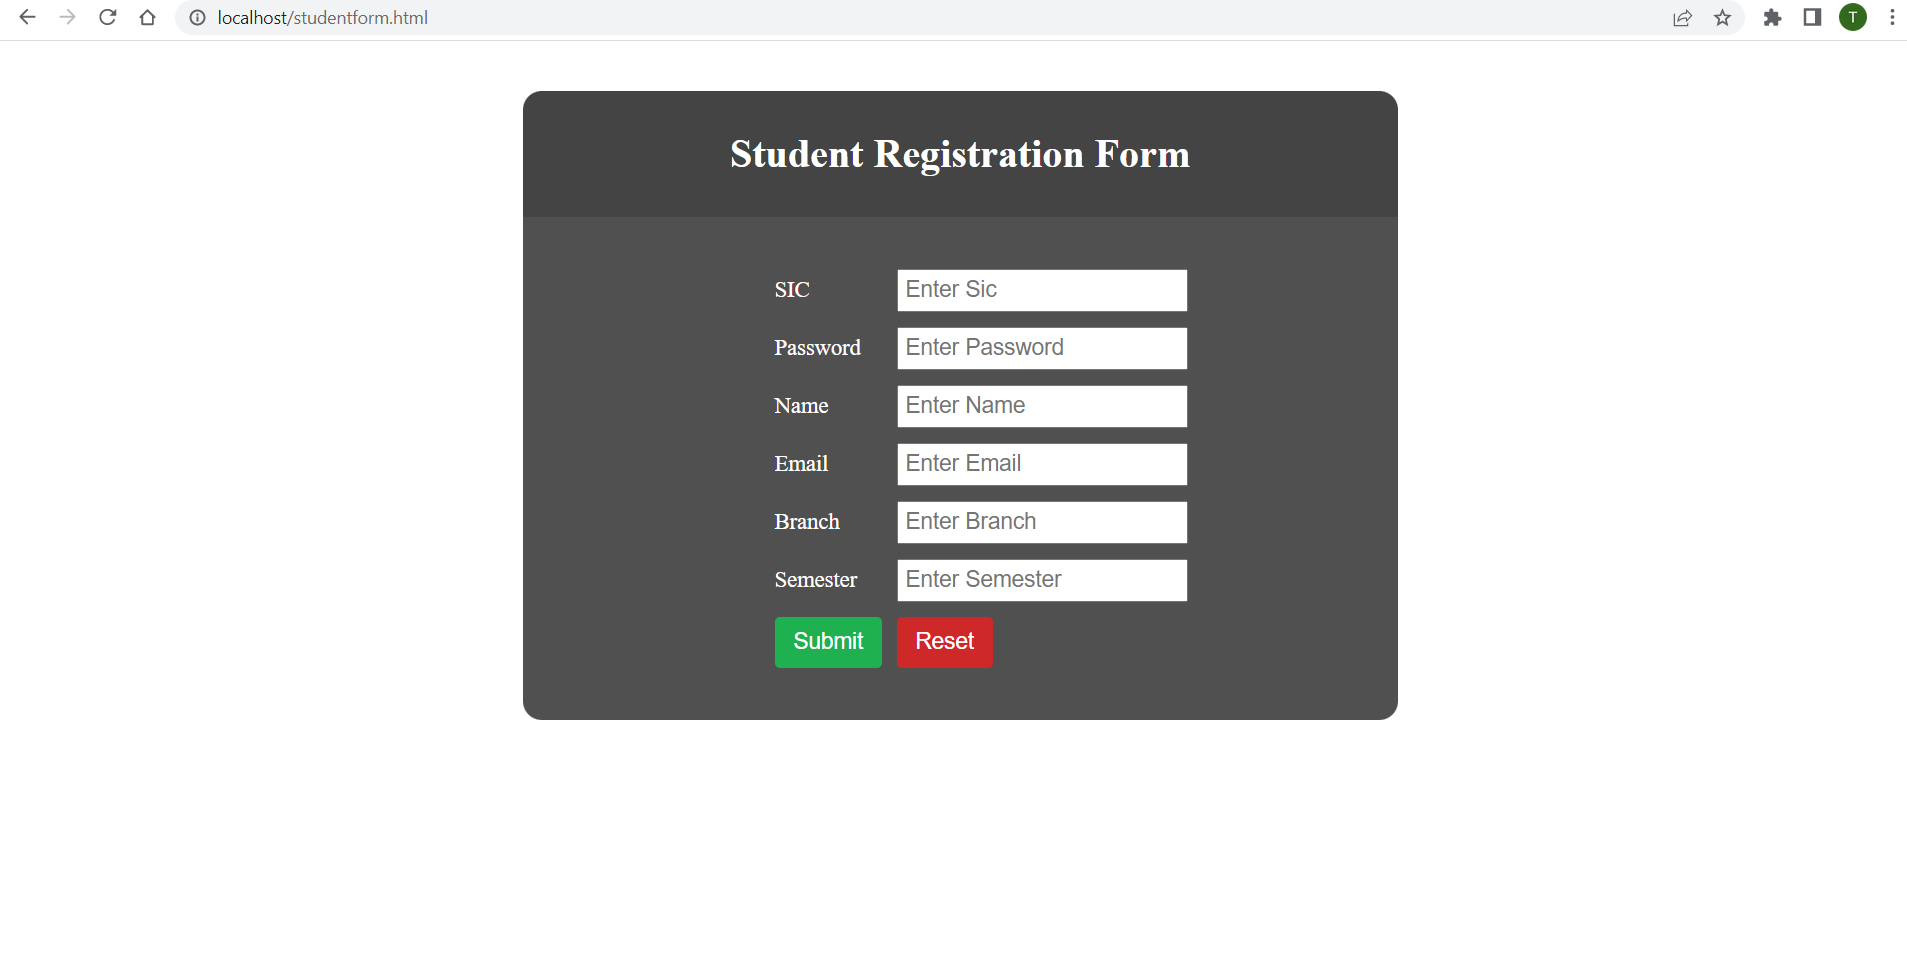 localhost/studentform.html
T
Student Registration Form
SIC Enter Sic
Password Enter Password
Name Enter Name
Email Enter Email
Branch Enter Branch
Semester Enter Semester
Submit Reset